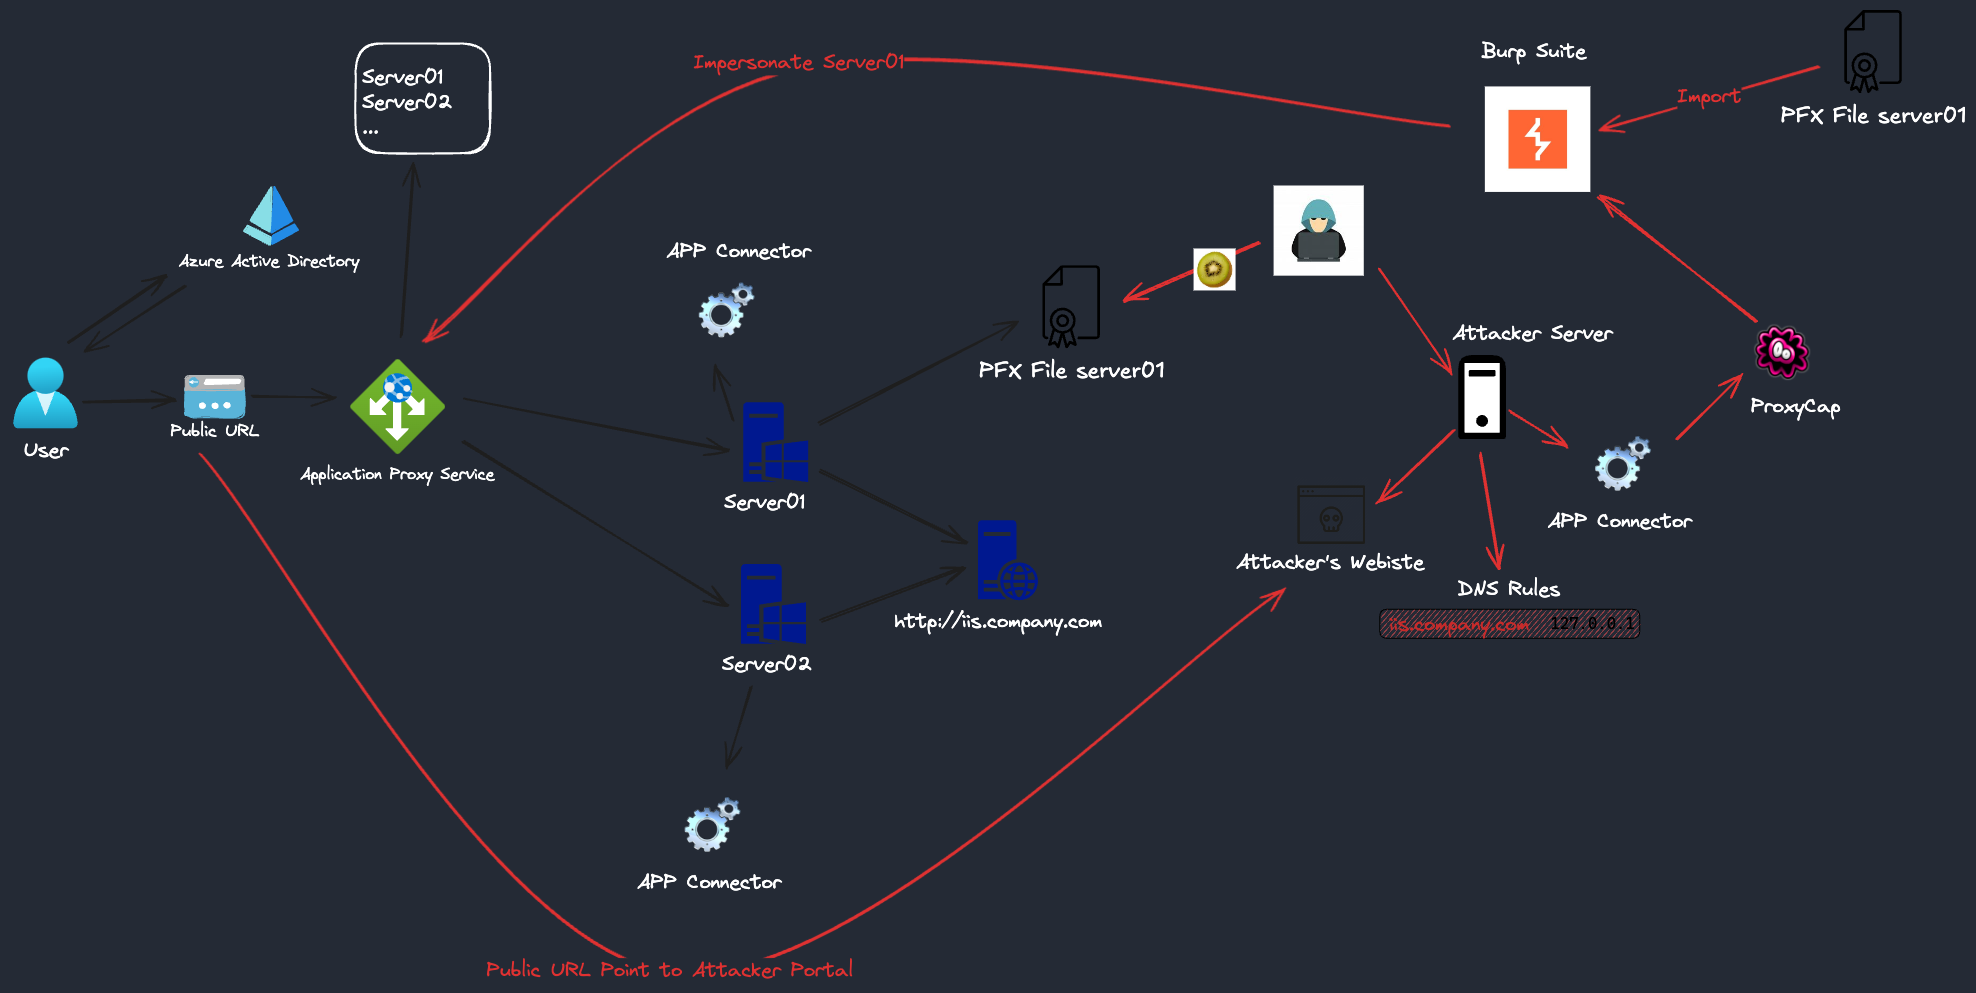 Server01
Server02
...
Impersonate Server01
Burp Suite
Import
PFX File server01
Azure Active Directory
APP Connector
User
Public URL
Application Proxy Service
PFX File server01
Attacker Server
ProxyCap
Server01
APP Connector
Attacker's Webiste
DNS Rules
iis.company.com 127.0.0.1
http://iis.company.com
Server02
APP Connector
Public URL Point to Attacker Portal